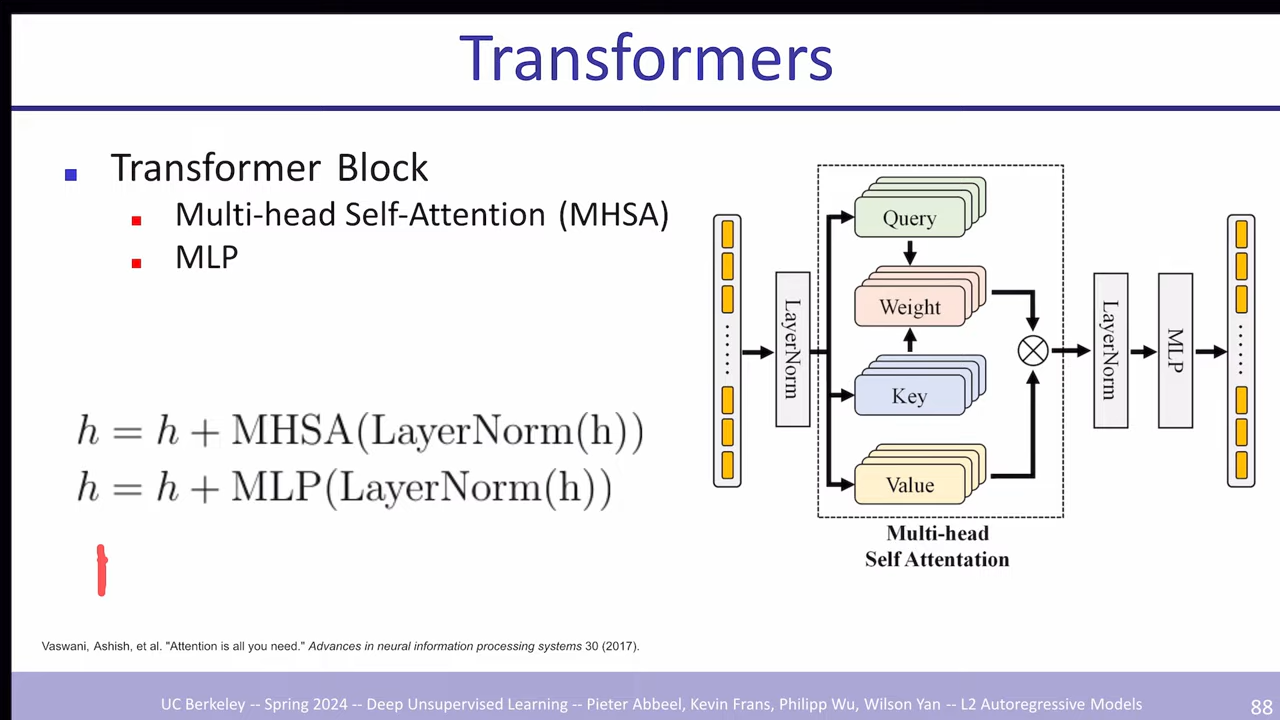 Transformers
Transformer Block
Multi-head Self-Attention (MHSA)
MLP
h = h + MHSA(LayerNorm(h))
h = h + MLP(LayerNorm(h))
LayerNorm
Query
Weight
Key
Value
LayerNorm
MLP
Multi-head
Self Attentation
Vaswani, Ashish, et al. "Attention is all you need." Advances in neural information processing systems 30 (2017).
UC Berkeley -- Spring 2024 -- Deep Unsupervised Learning -- Pieter Abbeel, Kevin Frans, Philipp Wu, Wilson Yan -- L2 Autoregressive Models
88